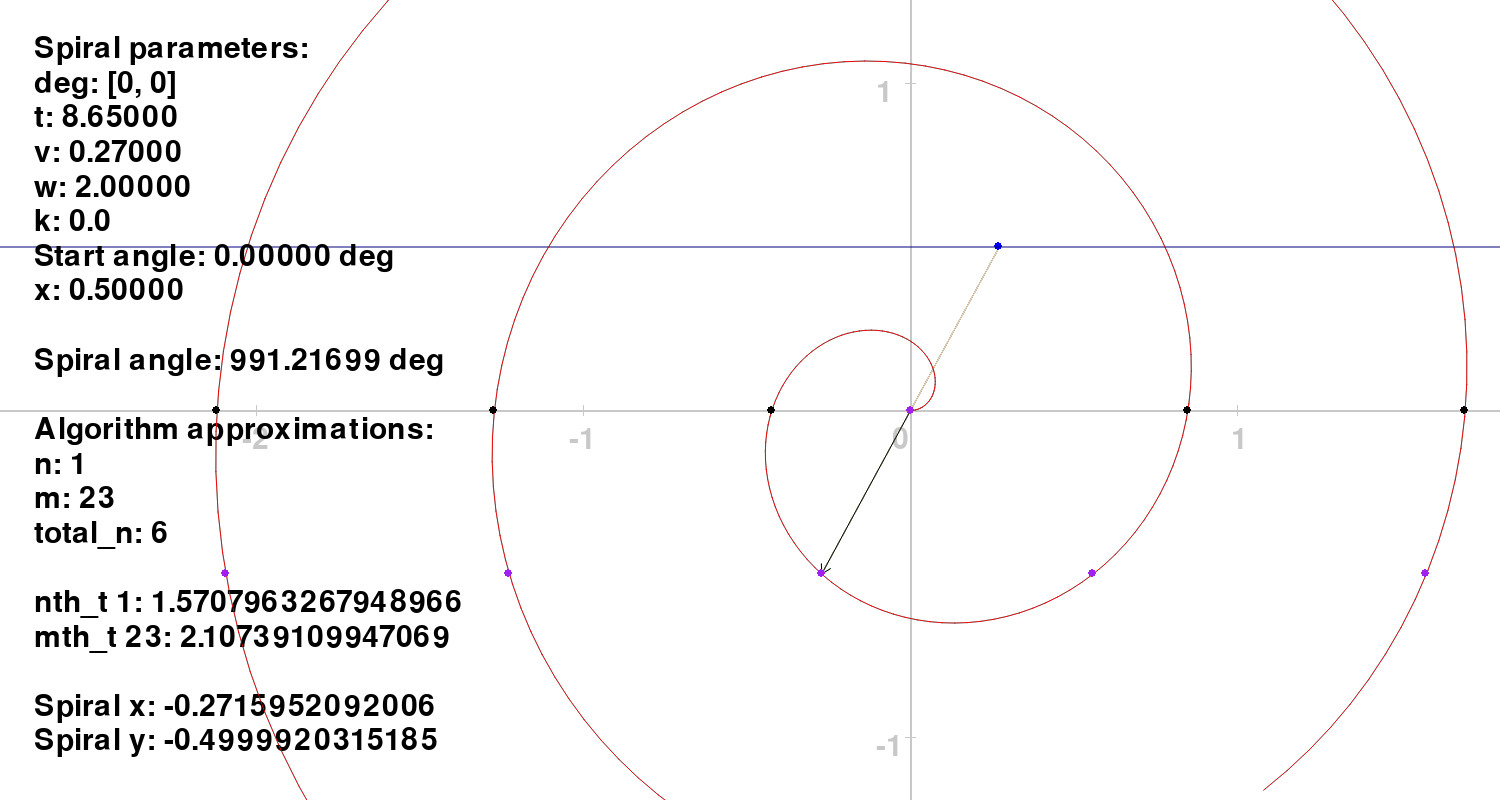 Spiral parameters:
deg: [0, 0]
t: 8.65000
v: 0.27000
w: 2.00000
k: 0.0
Start angle: 0.00000 deg
x: 0.50000
Spiral angle: 991.21699 deg
Algorithm approximations:
n: 1
m: 23
total_n: 6
nth_t 1: 1.5707963267948966
mth_t 23: 2.10739109947069
Spiral x: -0.2715952092006
Spiral y: -0.4999920315185
1
-2
-1
0
1
-1